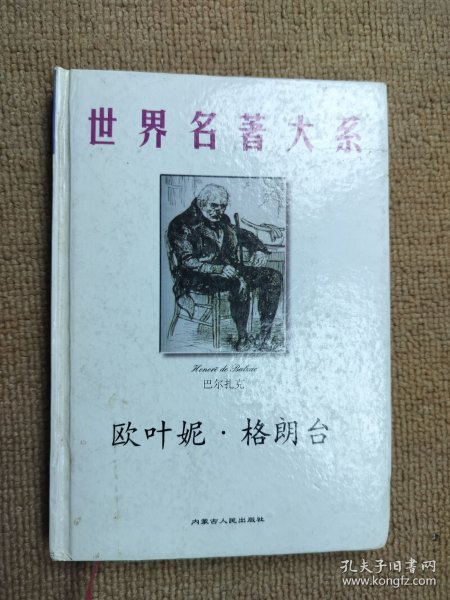 世界名著大系
Honoré de Balzac
巴尔扎克
欧叶妮·格朗台
内蒙古人民出版社
孔夫子旧书网
www.kongfz.com